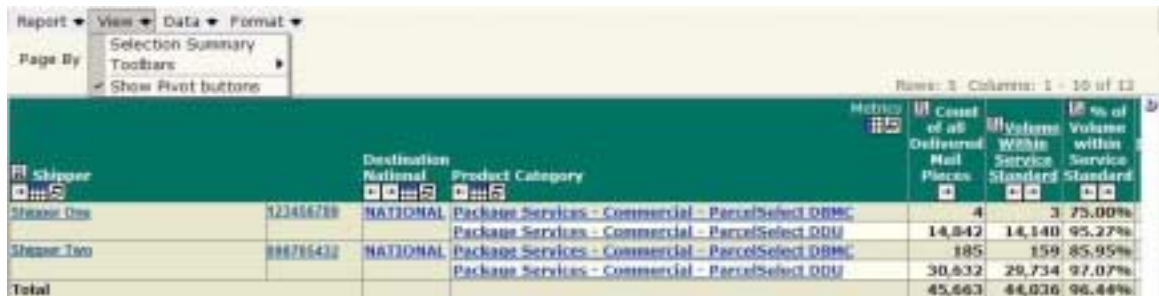 Report View Data Format
Selection Summary
Page By Toolbars
Show Pivot buttons
Rows: 5 Columns: 1 - 10 of 12
Metrics
Count of all Delivered Mail Pieces
Volume Within Service Standard
% of Volume within Service Standard
Shipper
Destination National
Product Category
Shipper One 123456789 NATIONAL Package Services - Commercial - ParcelSelect DBMC 4 3 75.00%
Package Services - Commercial - ParcelSelect DDU 14,842 14,140 95.27%
Shipper Two NATIONAL Package Services - Commercial - ParcelSelect DBMC 185 159 85.95%
Package Services - Commercial - ParcelSelect DDU 30,632 29,734 97.07%
Total 45,663 44,036 96.44%